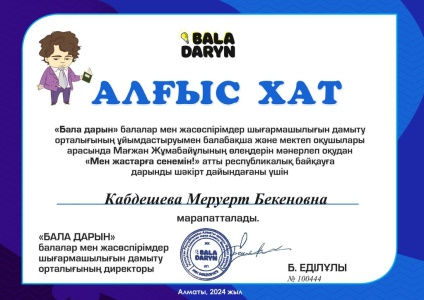 BALA
DARYN
АЛҒЫС ХАТ
«Бала дарын» балалар мен жасөспірімдер шығармашылығын дамыту
орталығының ұйымдастыруымен балабақша және мектеп оқушылары
арасында Мағжан Жұмабайұлының өлеңдерін мәнерлеп оқудан
«Мен жастарға сенемін!» атты республикалық байқауға
дарынды шәкірт дайындағаны үшін
Кабдешева Меруерт Бекеновна
марапатталады.
«БАЛА ДАРЫН»
балалар мен жасөспірімдер
шығармашылығын дамыту
орталығының директоры
BALA
DARYN
Б. ЕДІЛҰЛЫ
№ 100444
Алматы, 2024 жыл